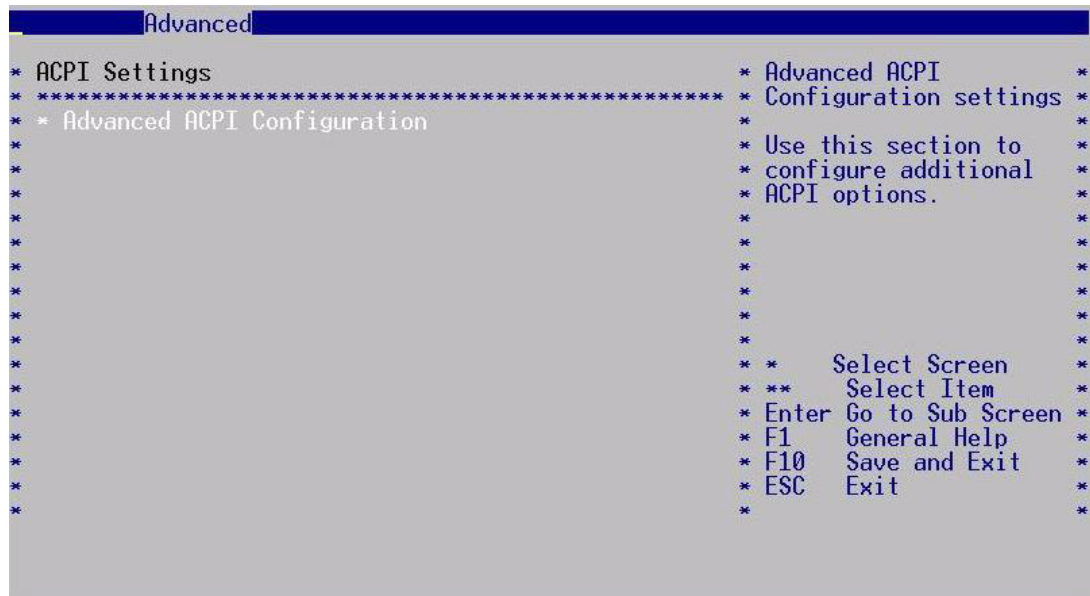 Advanced
* ACPI Settings
* ***************************************************
* * Advanced ACPI Configuration
* Advanced ACPI *
* Configuration settings *
* *
* Use this section to *
* configure additional *
* ACPI options. *
* * Select Screen *
* ** Select Item *
* Enter Go to Sub Screen *
* F1 General Help *
* F10 Save and Exit *
* ESC Exit *